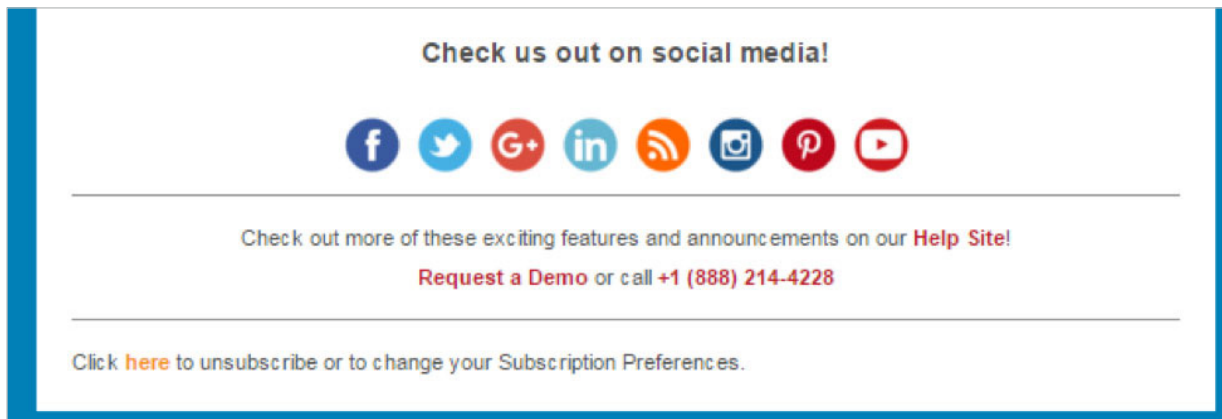 Check us out on social media!
f G+ in
Check out more of these exciting features and announcements on our Help Site!
Request a Demo or call +1 (888) 214-4228
Click here to unsubscribe or to change your Subscription Preferences.